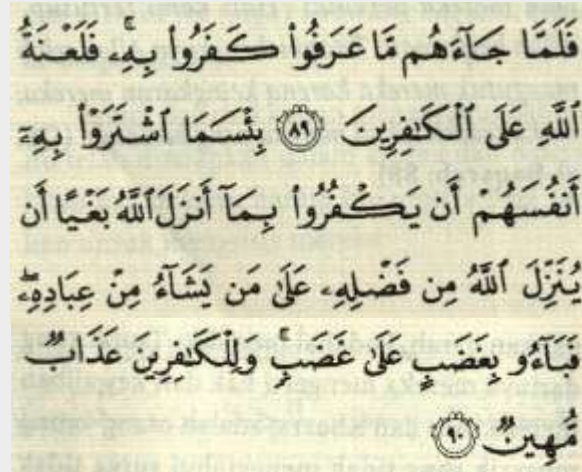 فَلَمَّا جَآءَهُم مَّا عَرَفُوا۟ كَفَرُوا۟ بِهِۦۚ فَلَعْنَةُ
ٱللَّهِ عَلَى ٱلْكَٰفِرِينَ ٨٩ بِئْسَمَا ٱشْتَرَوْا۟ بِهِۦٓ
أَنفُسَهُمْ أَن يَكْفُرُوا۟ بِمَآ أَنزَلَ ٱللَّهُ بَغْيًا أَن
يُنَزِّلَ ٱللَّهُ مِن فَضْلِهِۦ عَلَىٰ مَن يَشَآءُ مِنْ عِبَادِهِۦۖ
فَبَآءُو بِغَضَبٍ عَلَىٰ غَضَبٍۚ وَلِلْكَٰفِرِينَ عَذَابٌ
مُّهِينٌ ٩٠